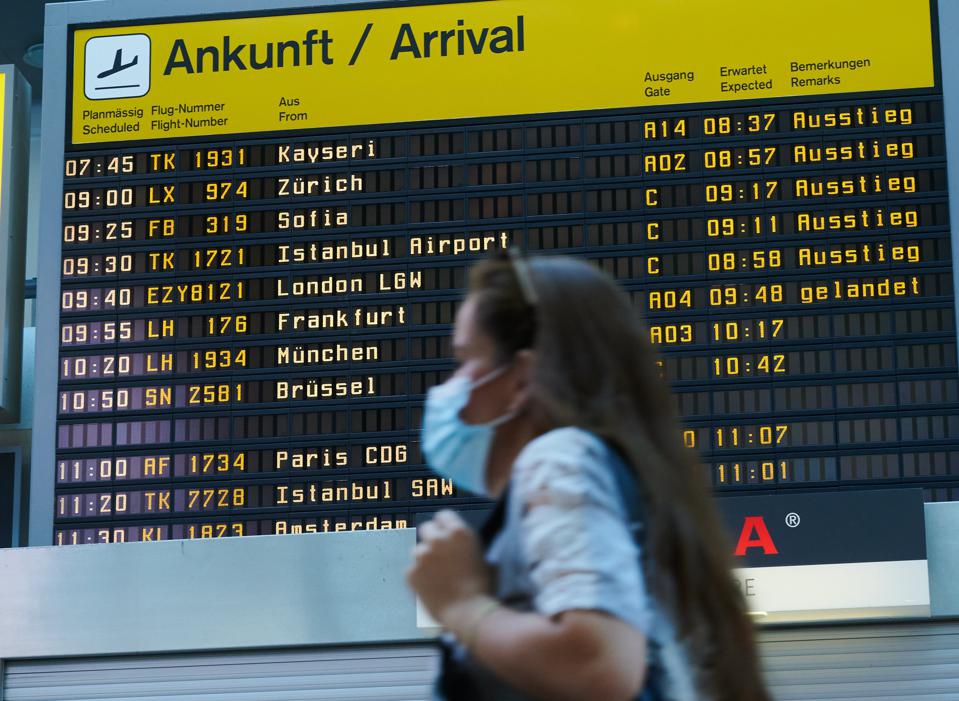 Ankunft / Arrival
Planmässig Flug-Nummer Aus Ausgang Erwartet Bemerkungen
Scheduled Flight-Number From Gate Expected Remarks
07:45 TK 1931 Kayseri A14 08:37 Ausstieg
09:00 LX 974 Zürich A02 08:57 Ausstieg
09:25 FB 319 Sofia C 09:17 Ausstieg
09:30 TK 1721 Istanbul Airport C 09:11 Ausstieg
09:40 EZY8121 London LGW C 08:58 Ausstieg
09:55 LH 176 Frankfurt A04 09:48 gelandet
10:20 LH 1934 München A03 10:17
10:50 SN 2581 Brüssel 10:42
11:00 AF 1734 Paris CDG 11:07
11:20 TK 7728 Istanbul SAW 11:01
11:30 KL 1823 Amsterdam
A®